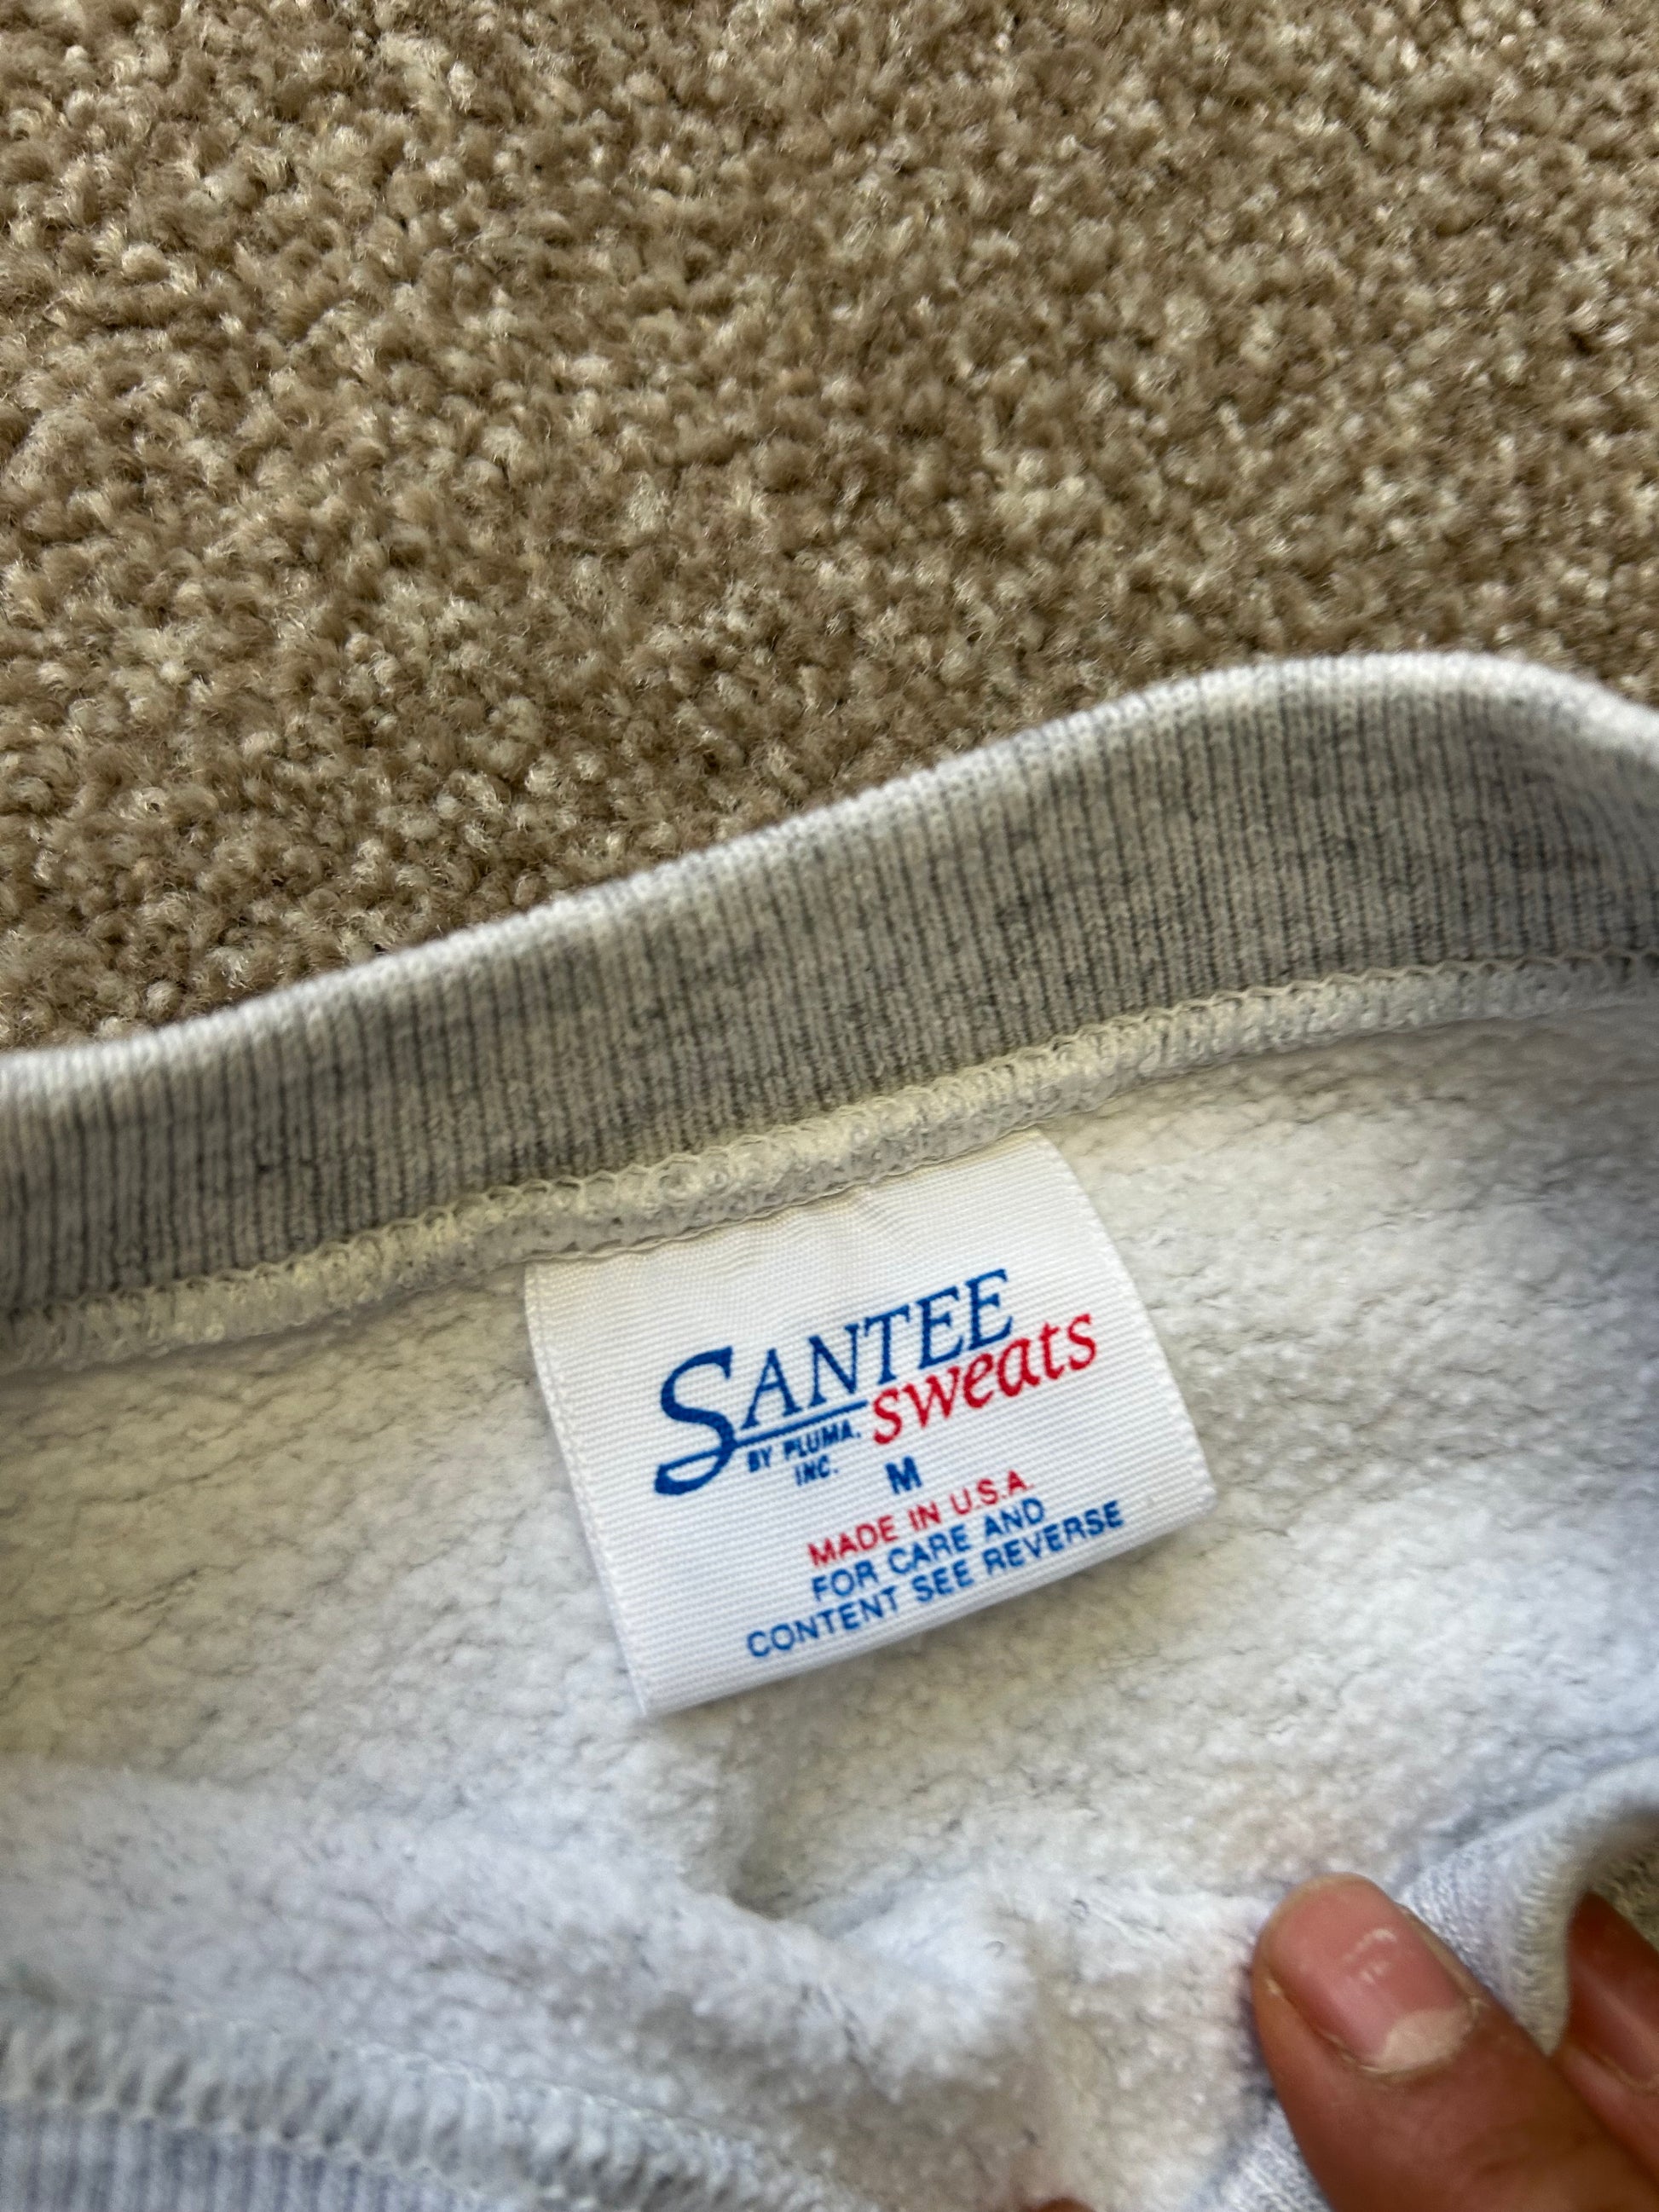 SANTEE
sweats
BY PLUMA,
INC.
M
MADE IN U.S.A.
FOR CARE AND
CONTENT SEE REVERSE